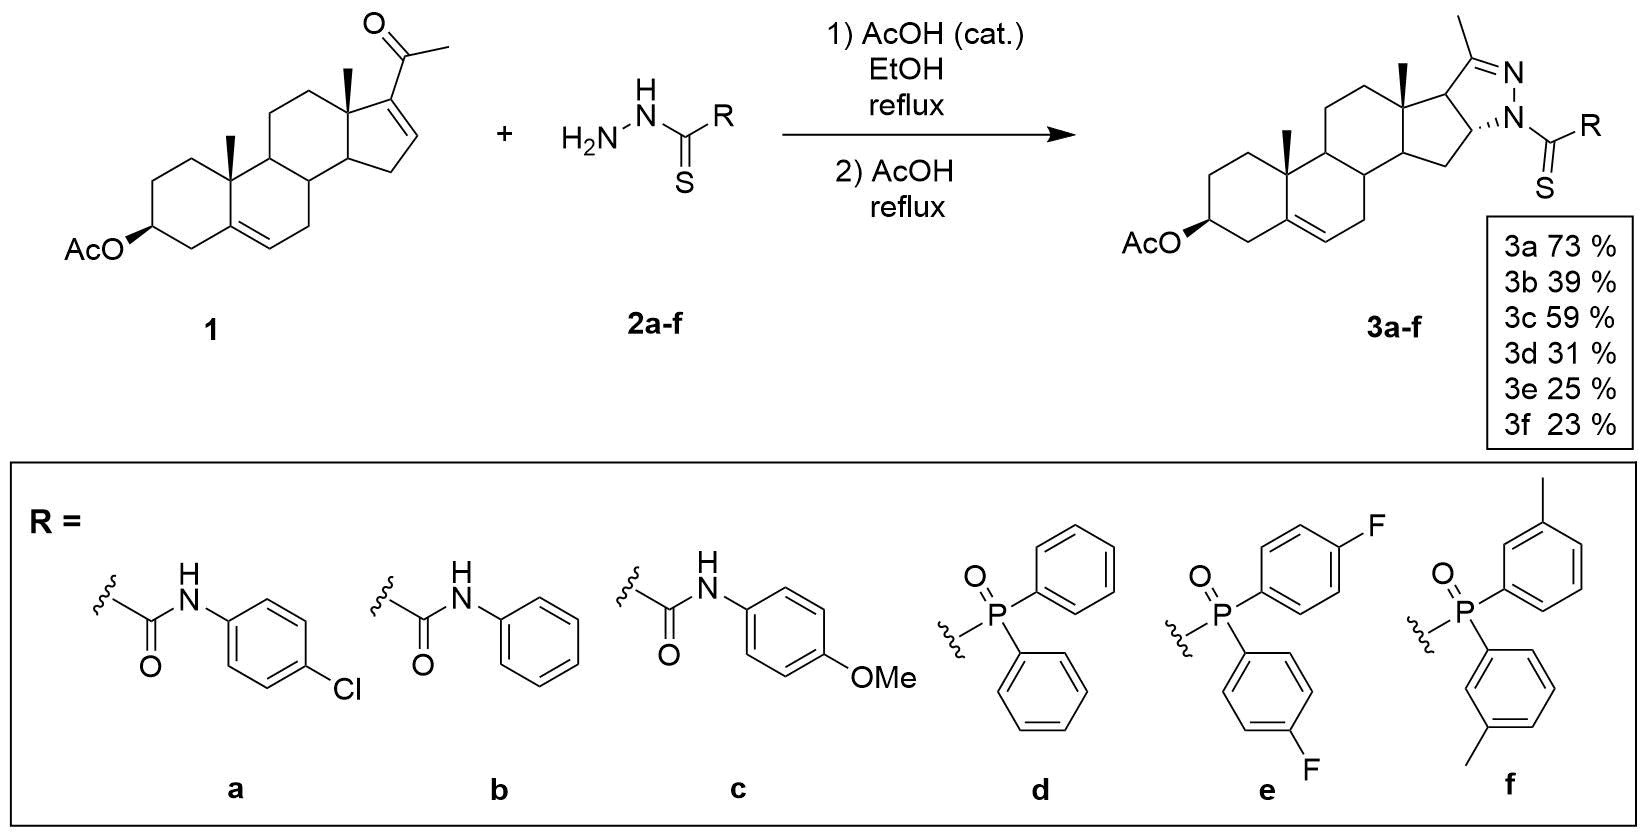 O
1) AcOH (cat.)
EtOH
reflux
2) AcOH
reflux
AcO
+
H
H2N
N
R
S
N
N
R
S
AcO
1
2a-f
3a-f
3a 73 %
3b 39 %
3c 59 %
3d 31 %
3e 25 %
3f 23 %
R =
H
N
O
Cl
H
N
O
H
N
O
OMe
O
P
O
P
F
F
O
P
a
b
c
d
e
f